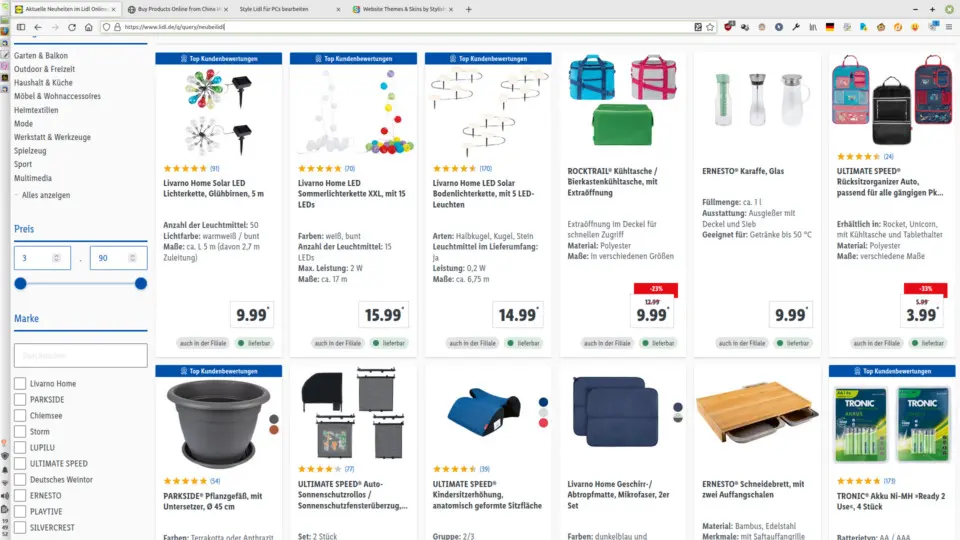 Aktuelle Neuheiten im Lidl Online
Buy Products Online from China
Style Lidl Für PCs bearbeiten
Website Themes & Skins by Stylish
https://www.lidl.de/q/query/neubeilidl
Garten & Balkon
Outdoor & Freizeit
Haushalt & Küche
Möbel & Wohnaccessoires
Heimtextilien
Mode
Werkstatt & Werkzeuge
Spielzeug
Sport
Multimedia
Alles anzeigen
Preis
3 - 90
Marke
Livarno Home
PARKSIDE
Chiemsee
Storm
LUPILU
ULTIMATE SPEED
Deutsches Weintor
ERNESTO
PLAYTIVE
SILVERCREST
Top Kundenbewertungen
(91)
Livarno Home Solar LED
Lichterkette, Glühbirnen, 5 m
Anzahl der Leuchtmittel: 50
Lichtfarbe: warmweiß / bunt
Maße: ca. L 5 m (davon 2,7 m
Zuleitung)
9.99*
auch in der Filiale
lieferbar
Top Kundenbewertungen
(70)
Livarno Home LED
Sommerlichterkette XXL, mit 15
LEDs
Farben: weiß, bunt
Anzahl der Leuchtmittel: 15
LEDs
Max. Leistung: 2 W
Maße: ca. 17 m
15.99*
auch in der Filiale
lieferbar
Top Kundenbewertungen
(170)
Livarno Home LED Solar
Bodenlichterkette, mit 5 LED-
Leuchten
Arten: Halbkugel, Kugel, Stein
Leuchtmittel im Lieferumfang:
Ja
Leistung: 0,2 W
Maße: ca. 6,75 m
14.99*
auch in der Filiale
lieferbar
ROCKTRAIL® Kühltasche /
Bierkastenkühltasche, mit
Extraöffnung
Extraöffnung im Deckel für
schnellen Zugriff
Material: Polyester
Maße: In verschiedenen Größen
-23%
12.99
9.99*
auch in der Filiale
lieferbar
ERNESTO® Karaffe, Glas
Füllmenge: ca. 1 l
Ausstattung: Ausgießer mit
Deckel und Sieb
Geeignet für: Getränke bis 50 °C
9.99*
auch in der Filiale
lieferbar
(24)
ULTIMATE SPEED®
Rücksitzorganizer Auto,
passend für alle gängigen Pk...
Erhältlich in: Rocket, Unicorn,
mit Kühltasche und Tablethalter
Material: Polyester
Maße: verschiedene
-33%
5.99
3.99*
auch in der Filiale
lieferbar
Top Kundenbewertungen
(54)
PARKSIDE® Pflanzgefäß, mit
Untersetzer, Ø 45 cm
Farben: Terrakotta oder Anthrazit
(77)
ULTIMATE SPEED® Auto-
Sonnenschutzrollos /
Sonnenschutzfensterüberzug,...
Set: 2 Stück
(39)
ULTIMATE SPEED®
Kindersitzerhöhung,
anatomisch geformte Sitzfläche
Gruppe: 2/3
Livarno Home Geschirr-/
Abtropfmatte, Mikrofaser, 2er
Set
Farben: dunkelblau und
ERNESTO® Schneidebrett, mit
zwei Auffangschalen
Material: Bambus, Edelstahl
Merkmale: mit Saftauffangrille
Top Kundenbewertungen
TRONIC
TRONIC
(173)
TRONIC® Akku Ni-MH »Ready 2
Use«, 4 Stück
Batterietyp: AA / AAA